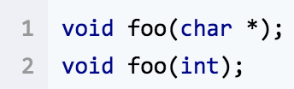 1 void foo(char *);
2 void foo(int);